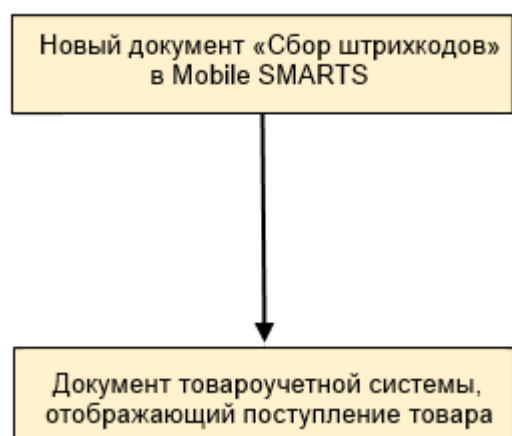 Новый документ «Сбор штрихкодов»
в Mobile SMARTS
Документ товароучетной системы,
отображающий поступление товара